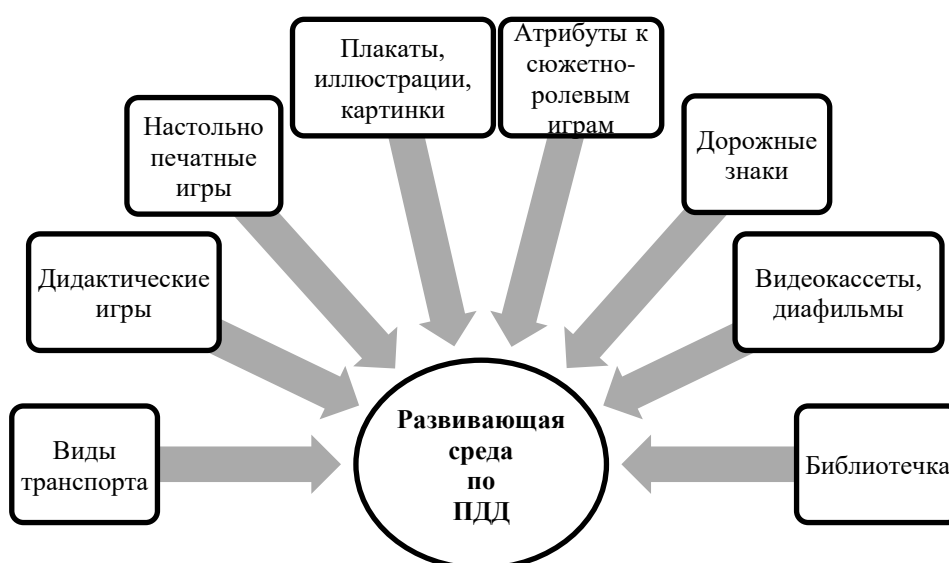 Плакаты,
иллюстрации,
картинки
Атрибуты к
сюжетно-
ролевым
играм
Настольно
печатные
игры
Дорожные
знаки
Дидактические
игры
Видеокассеты,
диафильмы
Виды
транспорта
Развивающая
среда
по
ПДД
Библиотечка